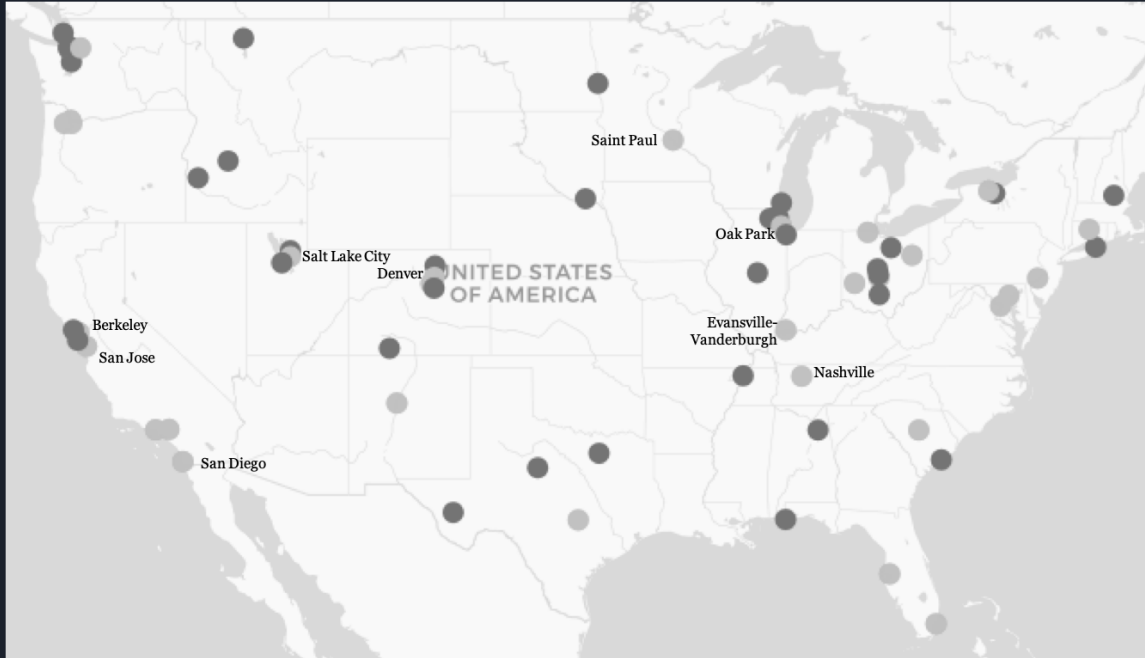 Saint Paul
Oak Park
Salt Lake City
Denver
UNITED STATES
OF AMERICA
Berkeley
San Jose
Evansville-
Vanderburgh
Nashville
San Diego